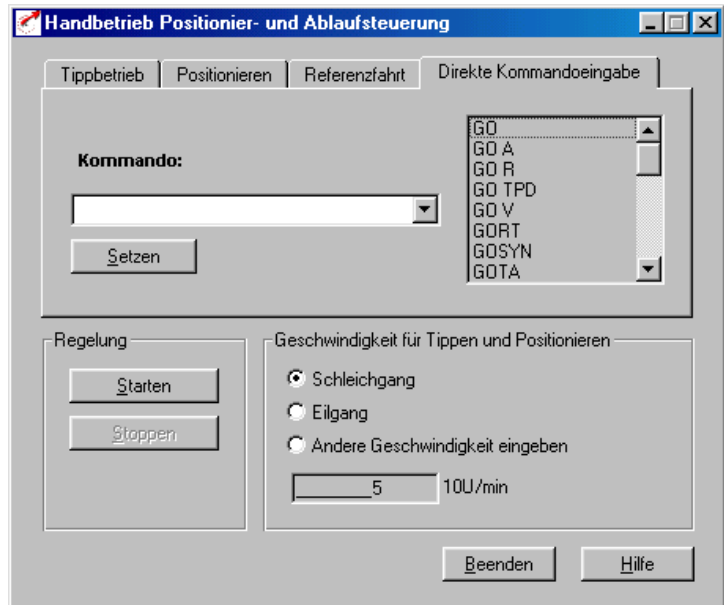 Handbetrieb Positionier- und Ablaufsteuerung
Tippbetrieb
Positionieren
Referenzfahrt
Direkte Kommandoeingabe
Kommando:
Setzen
GO
GO A
GO R
GO TPD
GO V
GORT
GOSYN
GOTA
Regelung
Starten
Stoppen
Geschwindigkeit für Tippen und Positionieren
Schleichgang
Eilgang
Andere Geschwindigkeit eingeben
________5 10U/min
Beenden
Hilfe